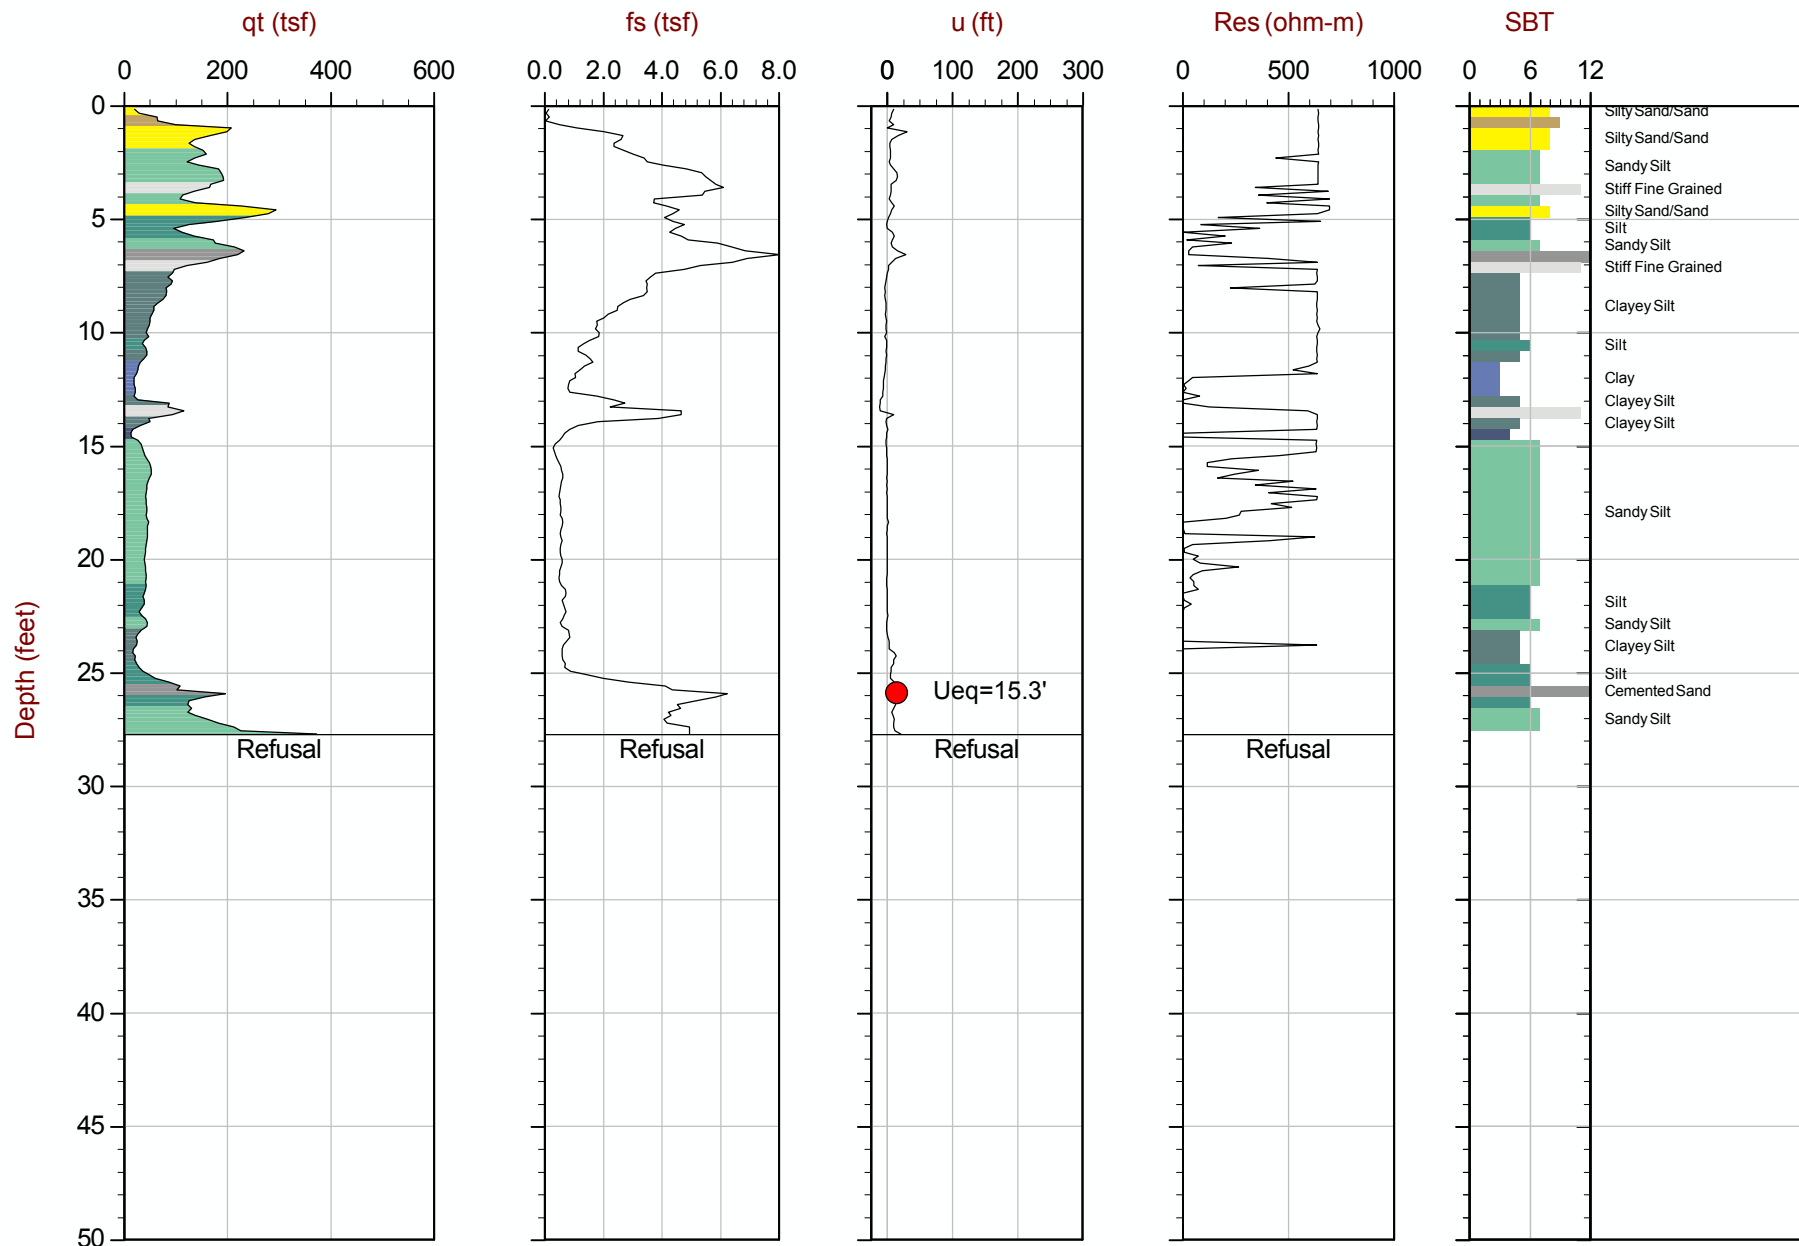 qt (tsf) fs (tsf) u (ft) Res (ohm-m) SBT
0 200 400 600 0.0 2.0 4.0 6.0 8.0 0 100 200 300 0 500 1000 0 6 12
0
Silty Sand/Sand
Silty Sand/Sand
Sandy Silt
Stiff Fine Grained
Silty Sand/Sand
5
Silt
Sandy Silt
Stiff Fine Grained
Clayey Silt
10
Silt
Clay
Clayey Silt
Clayey Silt
15
Sandy Silt
20
Silt
Sandy Silt
Clayey Silt
25
Silt
Ueq=15.3' Cemented Sand
Sandy Silt
Refusal Refusal Refusal Refusal
30
35
40
45
50
Depth (feet)